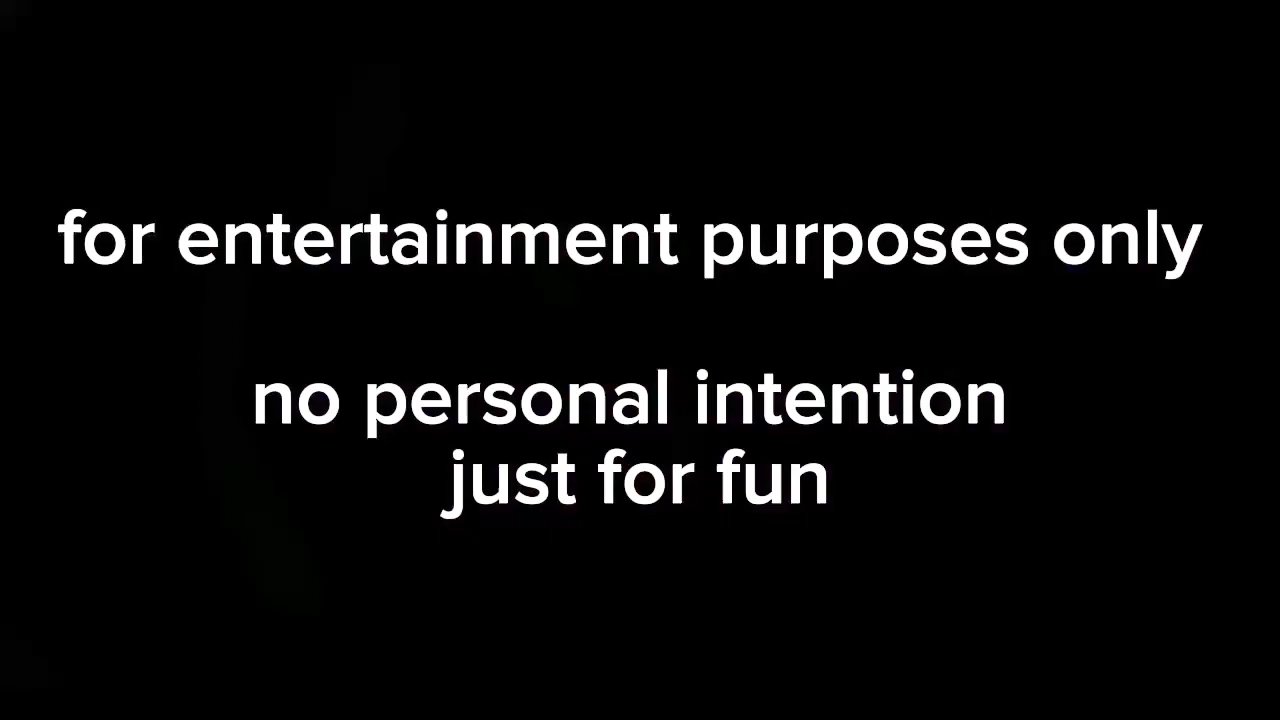 for entertainment purposes only
no personal intention
just for fun